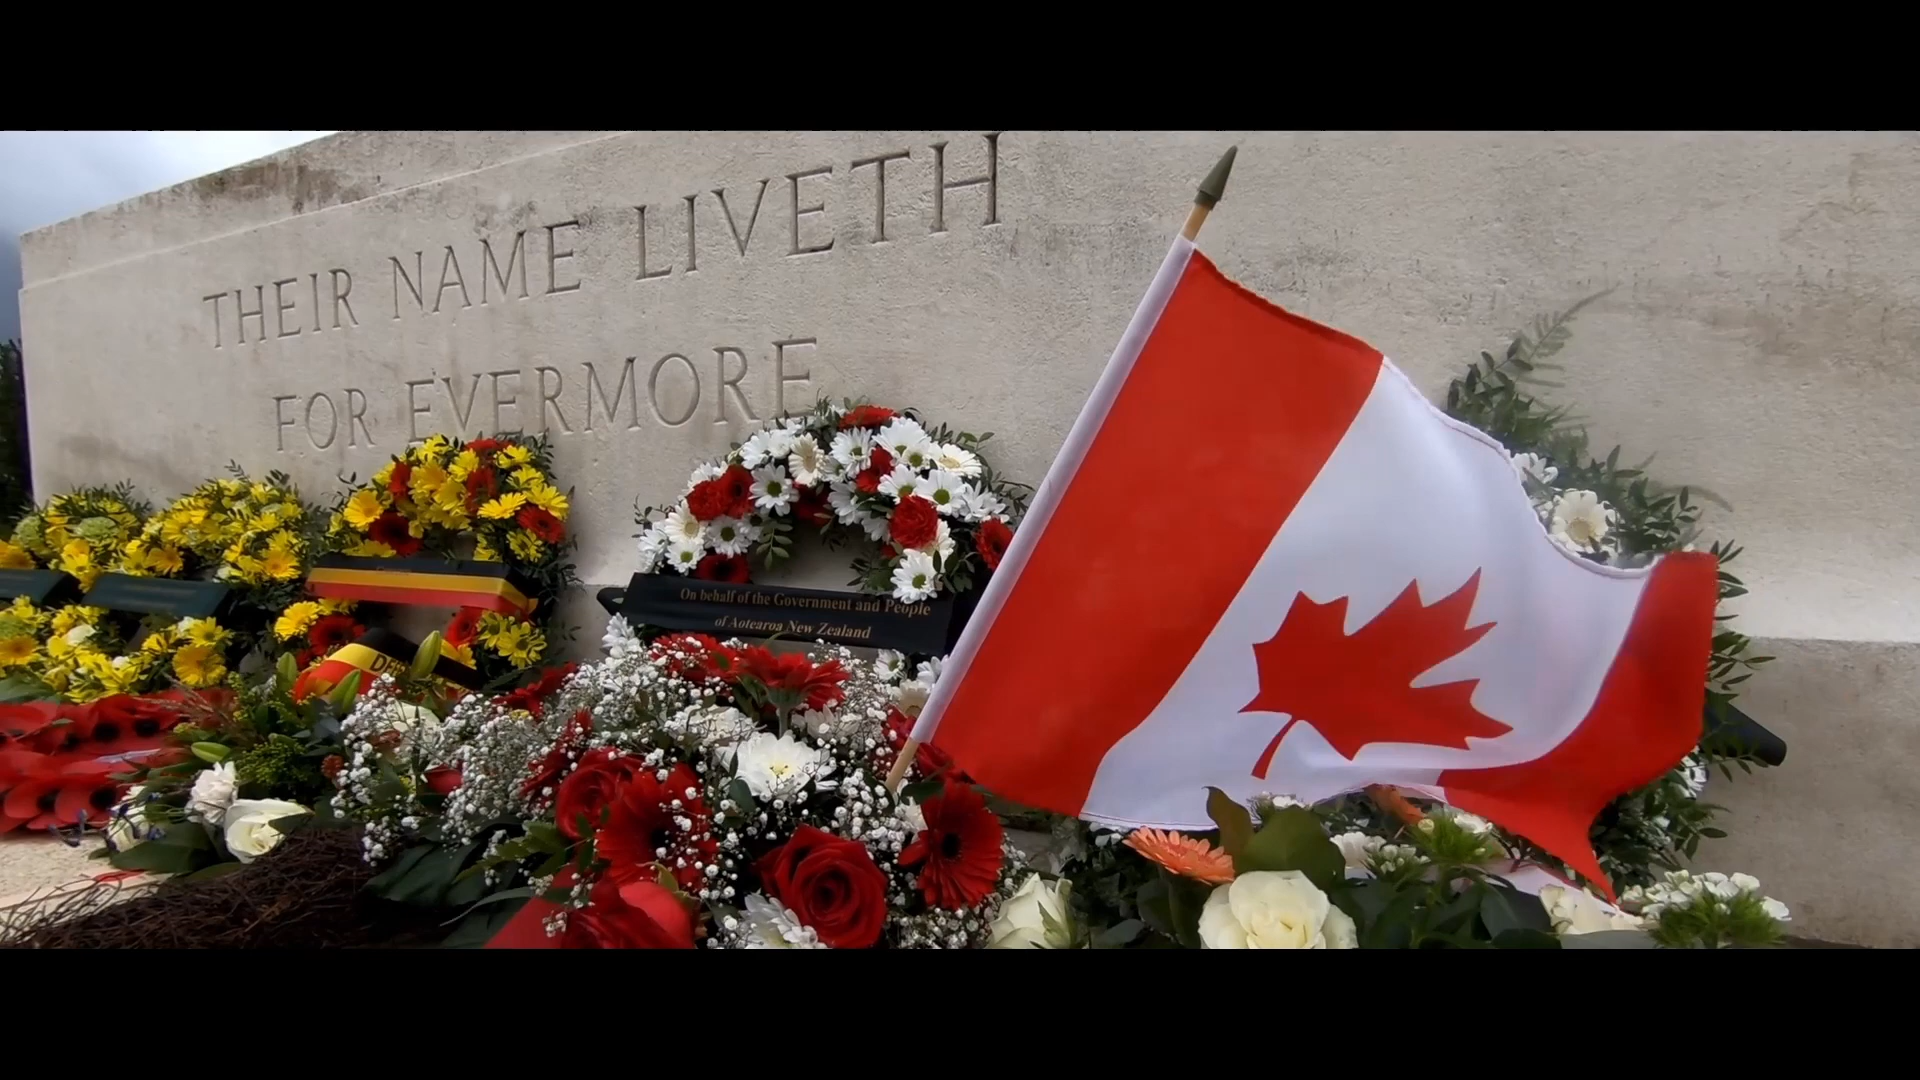 THEIR NAME LIVETH
FOR EVERMORE
On behalf of the Government and People
of Aotearoa New Zealand